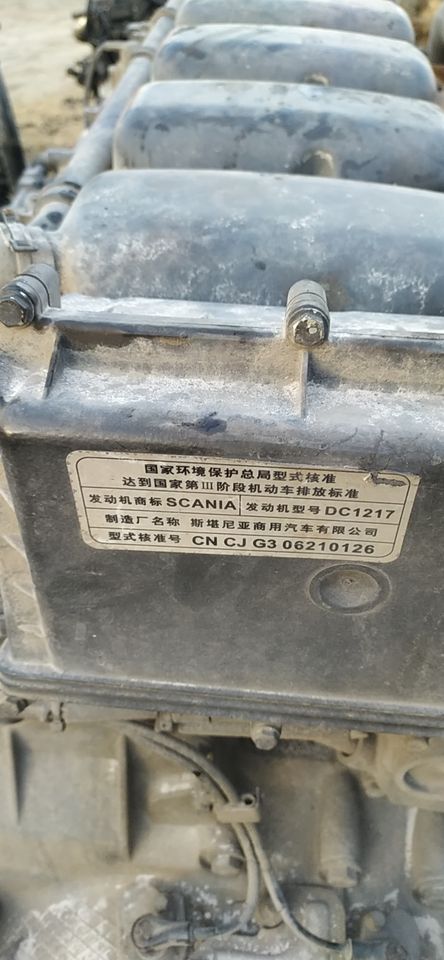 国家环境保护总局型式核准
达到国家第Ⅲ阶段机动车排放标准
发动机商标 SCANIA 发动机型号 DC1217
制造厂名称 斯堪尼亚商用汽车有限公司
型式核准号 CN CJ G3 06210126